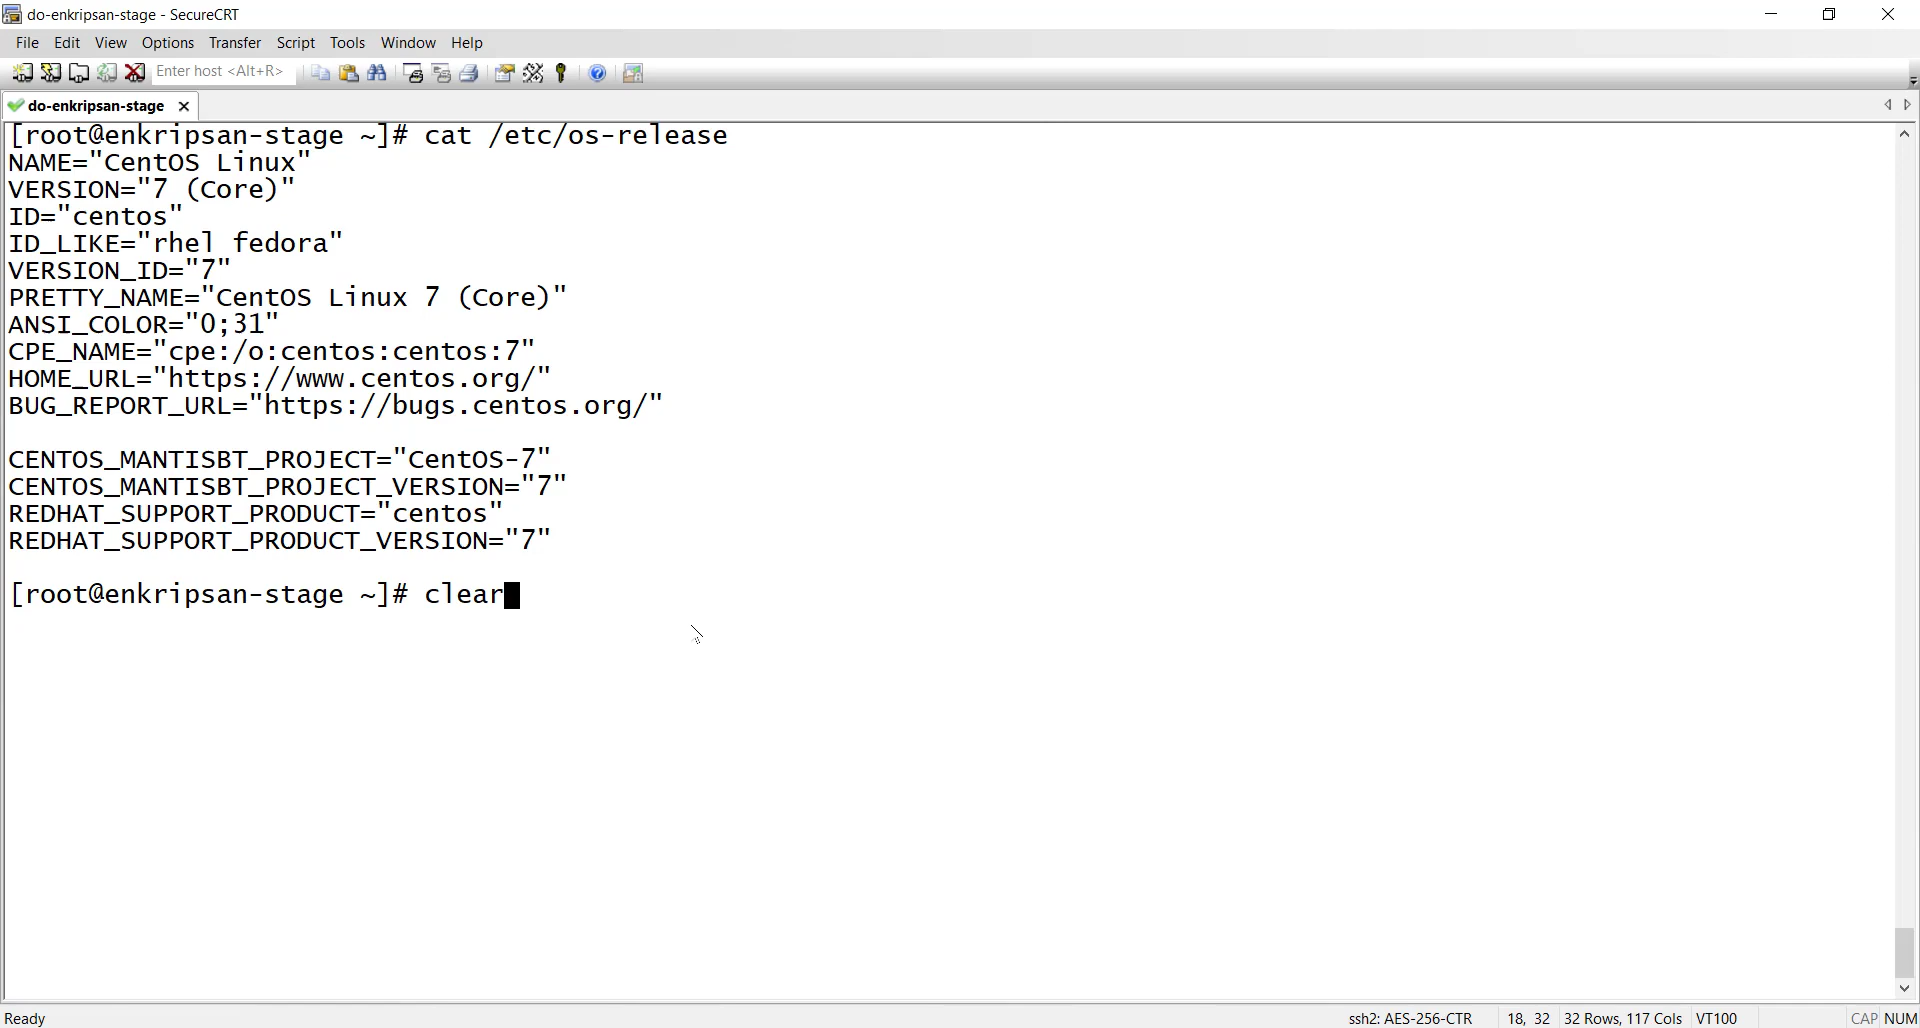 do-enkripsan-stage - SecureCRT
File Edit View Options Transfer Script Tools Window Help
Enter host <Alt+R>
do-enkripsan-stage
[root@enkripsan-stage ~]# cat /etc/os-release
NAME="CentOS Linux"
VERSION="7 (Core)"
ID="centos"
ID_LIKE="rhel fedora"
VERSION_ID="7"
PRETTY_NAME="CentOS Linux 7 (Core)"
ANSI_COLOR="0;31"
CPE_NAME="cpe:/o:centos:centos:7"
HOME_URL="https://www.centos.org/"
BUG_REPORT_URL="https://bugs.centos.org/"
CENTOS_MANTISBT_PROJECT="CentOS-7"
CENTOS_MANTISBT_PROJECT_VERSION="7"
REDHAT_SUPPORT_PRODUCT="centos"
REDHAT_SUPPORT_PRODUCT_VERSION="7"
[root@enkripsan-stage ~]# clear
Ready ssh2: AES-256-CTR 18, 32 32 Rows, 117 Cols VT100 CAP NUM